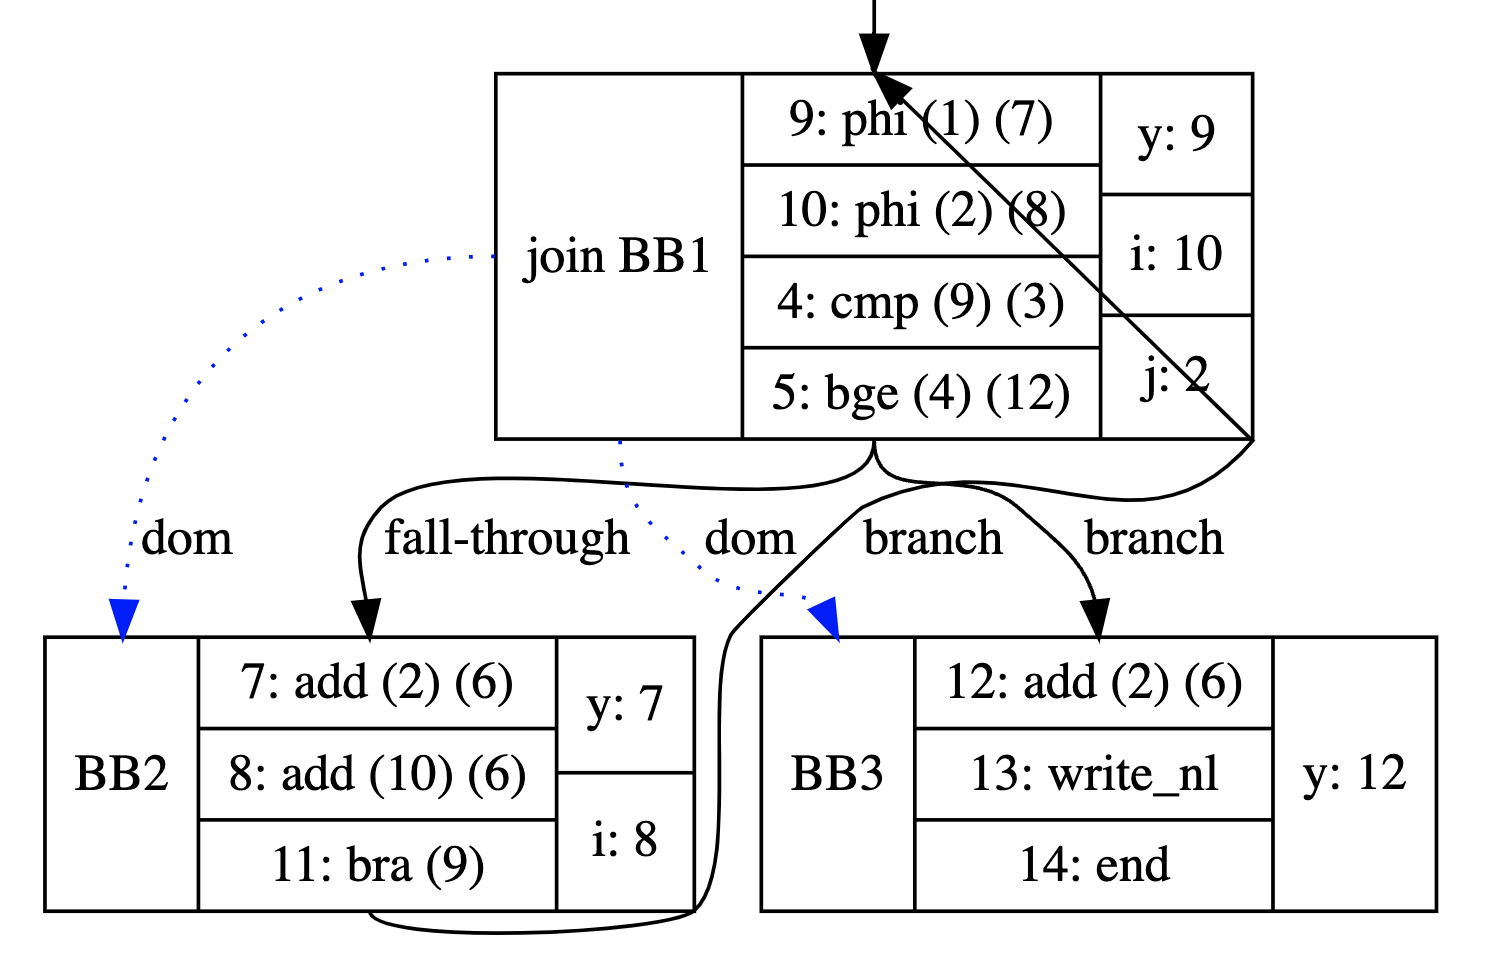 join BB1
9: phi (1) (7)
10: phi (2) (8)
4: cmp (9) (3)
5: bge (4) (12)
y: 9
i: 10
j: 2
dom
fall-through
dom
branch
branch
BB2
7: add (2) (6)
8: add (10) (6)
11: bra (9)
y: 7
i: 8
BB3
12: add (2) (6)
13: write_nl
14: end
y: 12